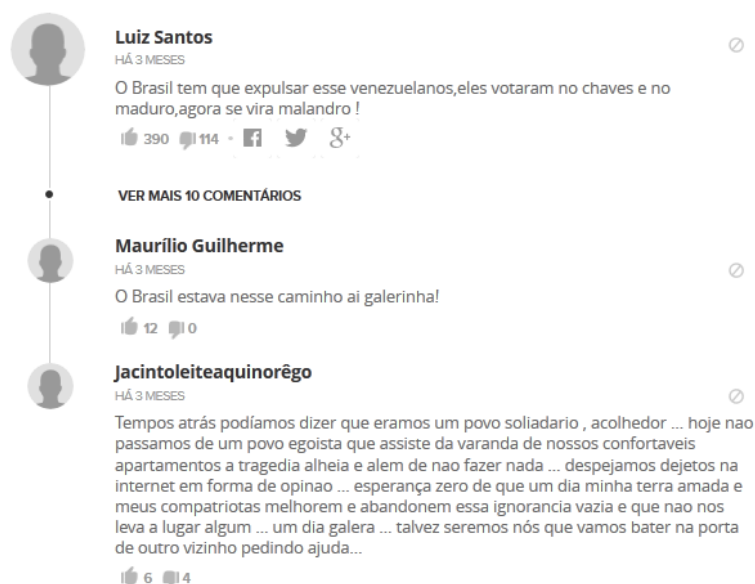 Luiz Santos
HÁ 3 MESES
O Brasil tem que expulsar esse venezuelanos,eles votaram no chaves e no
maduro,agora se vira malandro !
390 114 • f g+
VER MAIS 10 COMENTÁRIOS
Maurílio Guilherme
HÁ 3 MESES
O Brasil estava nesse caminho ai galerinha!
12 0
Jacintoleiteaquinorêgo
HÁ 3 MESES
Tempos atrás podíamos dizer que eramos um povo soliadario , acolhedor ... hoje nao
passamos de um povo egoista que assiste da varanda de nossos confortaveis
apartamentos a tragedia alheia e alem de nao fazer nada ... despejamos dejetos na
internet em forma de opinao ... esperança zero de que um dia minha terra amada e
meus compatriotas melhorem e abandonem essa ignorancia vazia e que nao nos
leva a lugar algum ... um dia galera ... talvez seremos nós que vamos bater na porta
de outro vizinho pedindo ajuda...
6 4